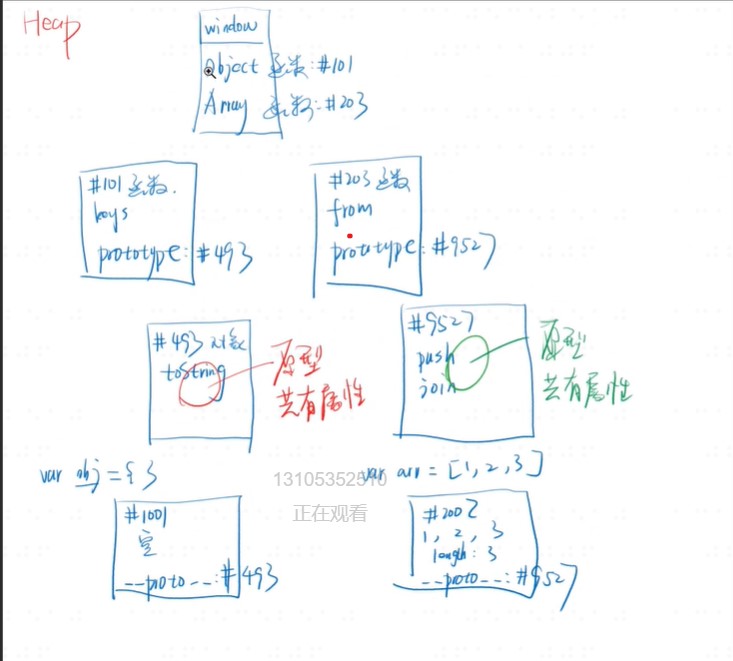 Heap
window
Object 函数:#101
Array 函数:#203
#101 函数.
keys
prototype:#493
#203 函数
from
prototype:#9527
#493 对象
toString
原型
共有属性
#9527
push
join
原型
共有属性
var obj = { }
var arr = [1,2,3]
13105352510
正在观看
#1001
空
__proto__:#493
#2002
1, 2, 3
length: 3
__proto__:#9527